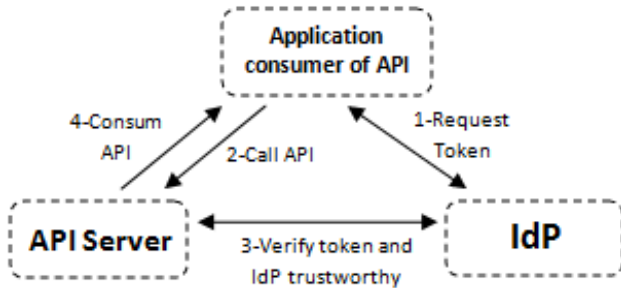 Application
consumer of API
4-Consum
API
1-Request
Token
2-Call API
API Server
IdP
3-Verify token and
IdP trustworthy